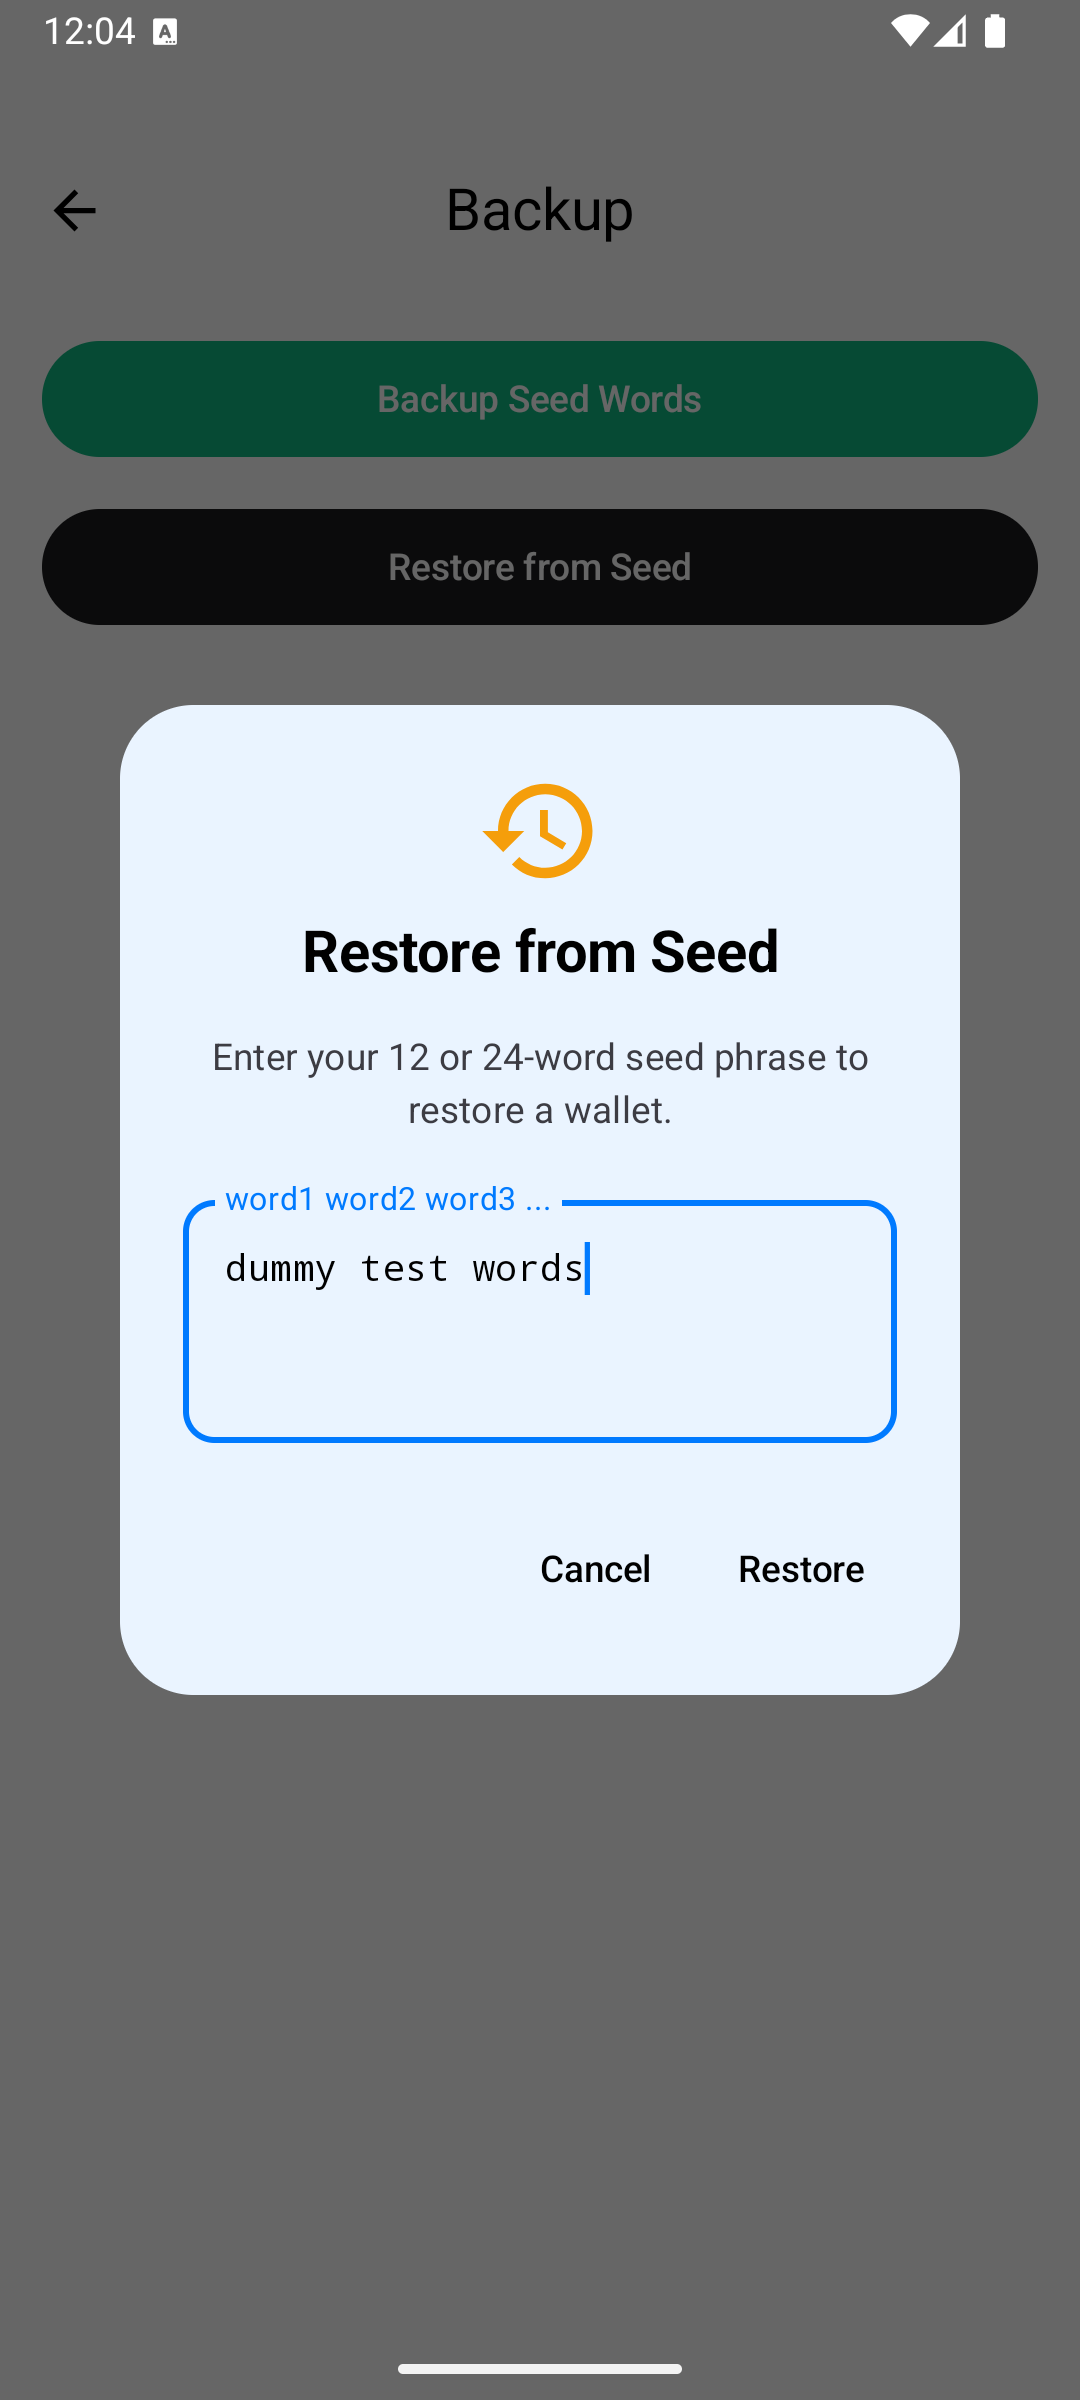 12:04
Backup
Backup Seed Words
Restore from Seed
Restore from Seed
Enter your 12 or 24-word seed phrase to
restore a wallet.
word1 word2 word3 ...
dummy test words
Cancel
Restore